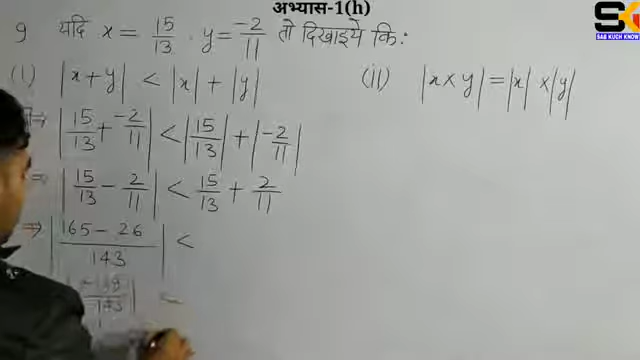 अभ्यास-1(h)
SK
SAB KUCH KNOW
9 यदि x = 15/13 . y = -2/11 तो दिखाइये कि:
(I) |x+y| < |x| + |y|
(II) |x×y| = |x| × |y|
⇒ |15/13 + -2/11| < |15/13| + |-2/11|
⇒ |15/13 - 2/11| < 15/13 + 2/11
⇒ |165 - 26 / 143| <